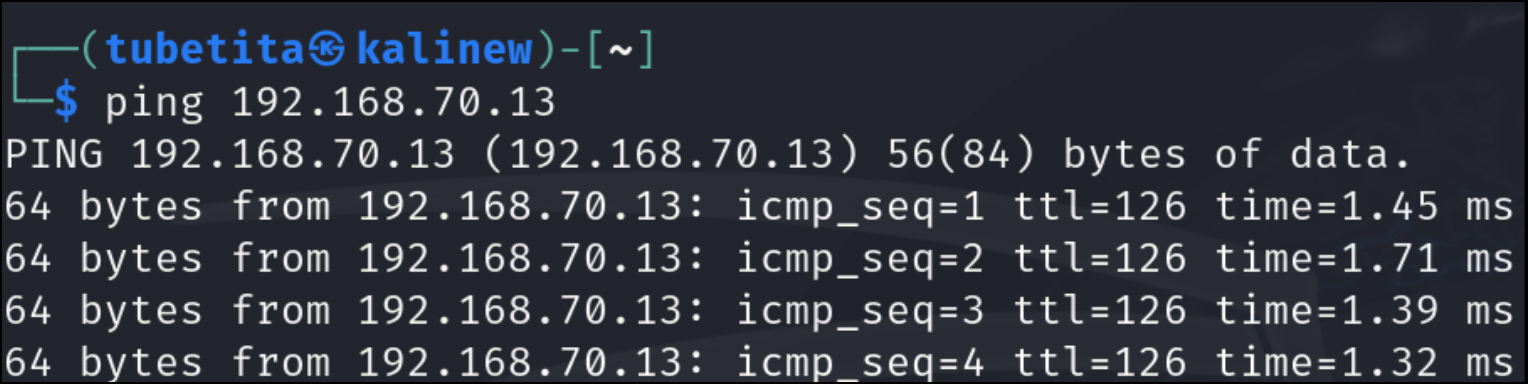 ┌──(tubetita㉿kalinew)-[~]
└─$ ping 192.168.70.13
PING 192.168.70.13 (192.168.70.13) 56(84) bytes of data.
64 bytes from 192.168.70.13: icmp_seq=1 ttl=126 time=1.45 ms
64 bytes from 192.168.70.13: icmp_seq=2 ttl=126 time=1.71 ms
64 bytes from 192.168.70.13: icmp_seq=3 ttl=126 time=1.39 ms
64 bytes from 192.168.70.13: icmp_seq=4 ttl=126 time=1.32 ms